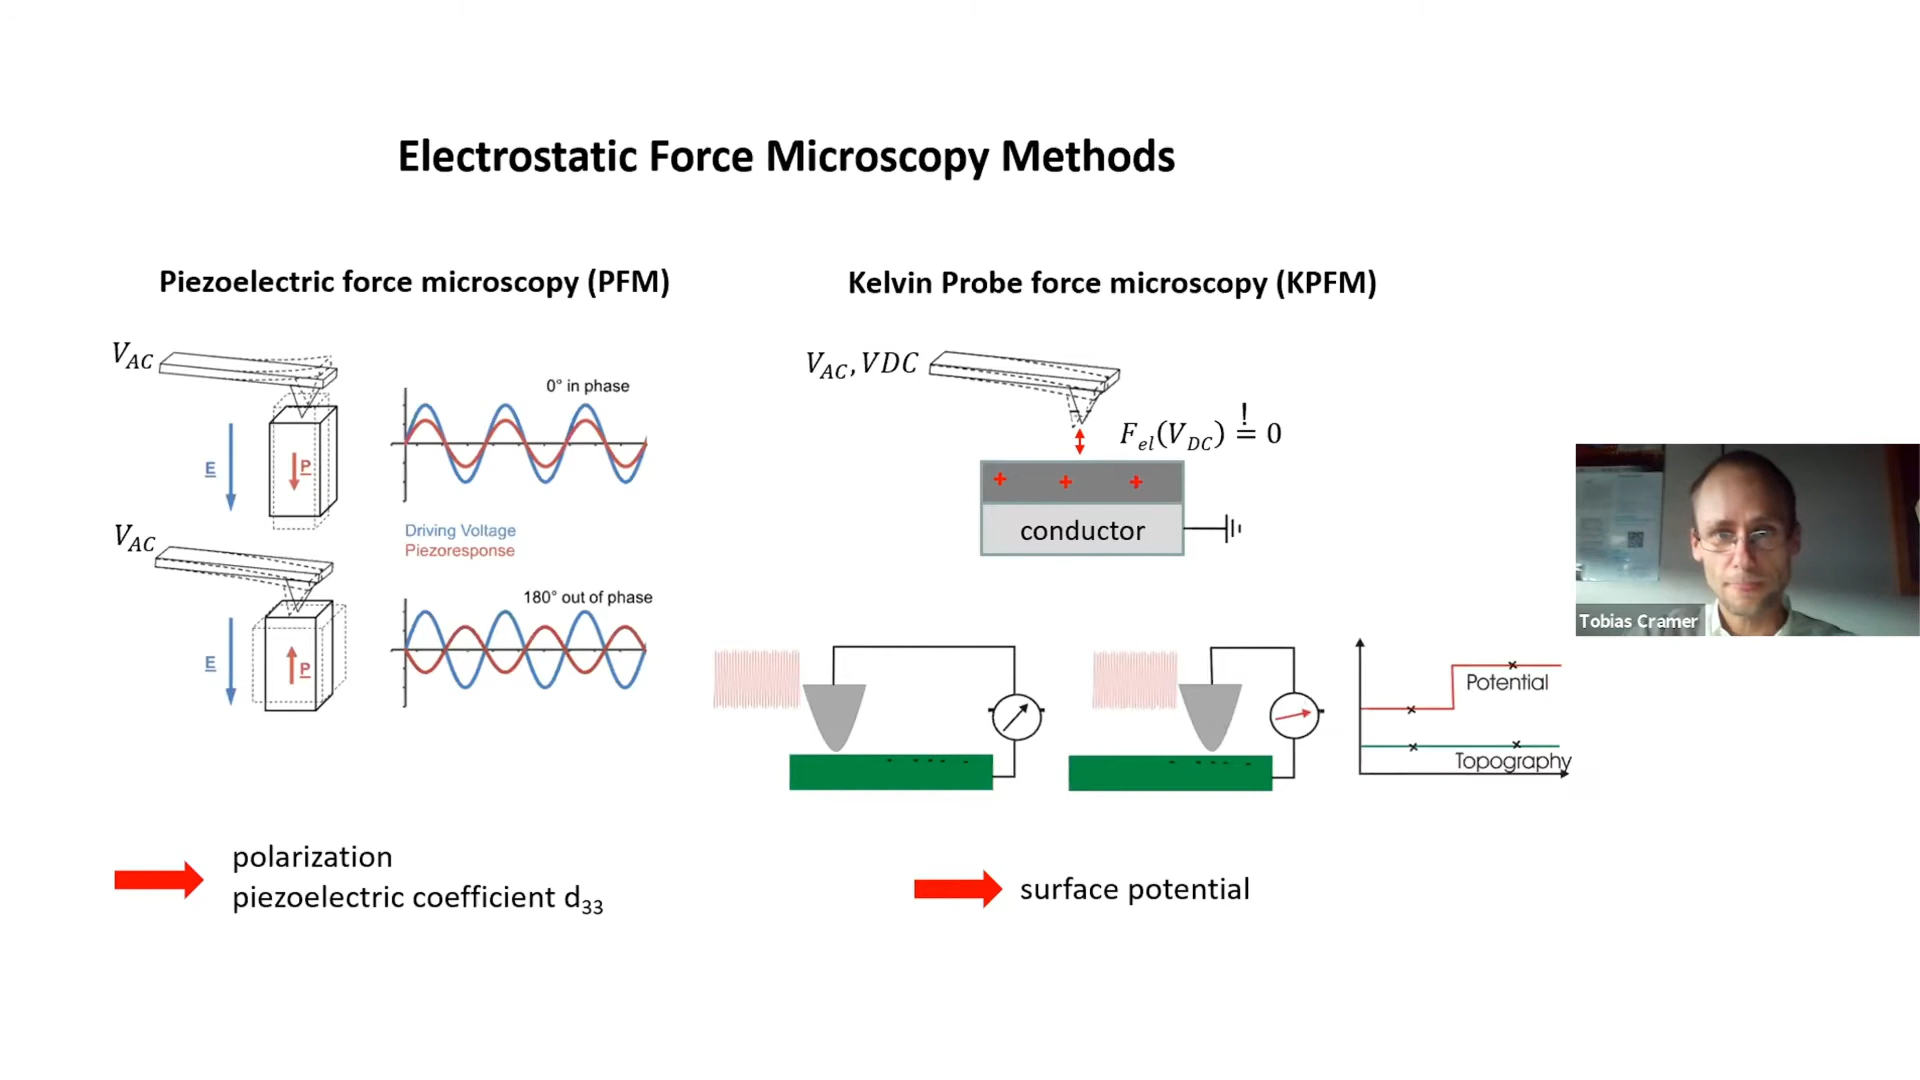 Electrostatic Force Microscopy Methods
Piezoelectric force microscopy (PFM)
V_AC
E
P
0° in phase
Driving Voltage
Piezoresponse
V_AC
E
P
180° out of phase
polarization
piezoelectric coefficient d₃₃
Kelvin Probe force microscopy (KPFM)
V_AC, VDC
F_el(V_DC) =! 0
+ + +
conductor
Potential
Topography
surface potential
Tobias Cramer